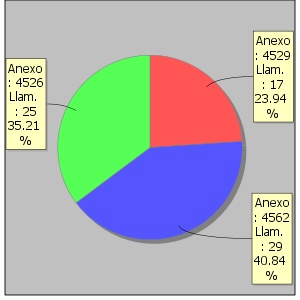 Anexo
: 4529
Llam.
: 17
23.94
%
Anexo
: 4526
Llam.
: 25
35.21
%
Anexo
: 4562
Llam.
: 29
40.84
%